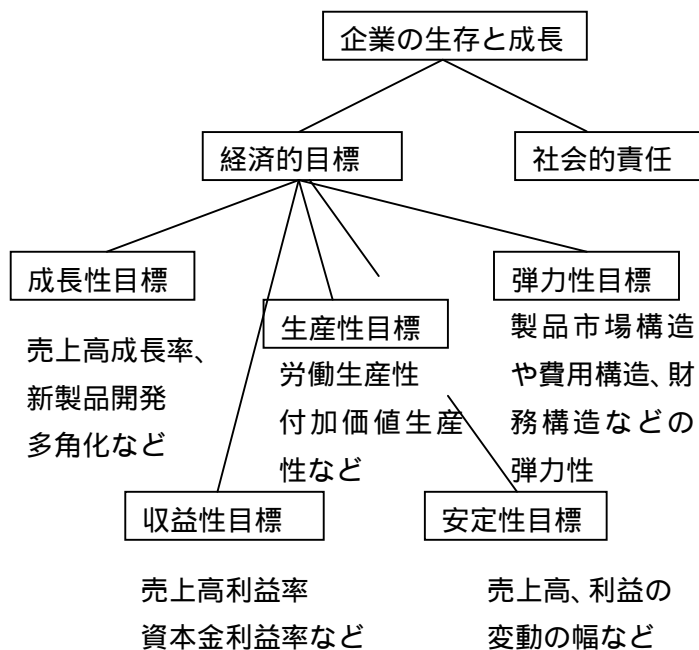 企業の生存と成長
経済的目標
社会的責任
成長性目標
売上高成長率、
新製品開発
多角化など
生産性目標
労働生産性
付加価値生産
性など
弾力性目標
製品市場構造
や費用構造、財
務構造などの
弾力性
収益性目標
売上高利益率
資本金利益率など
安定性目標
売上高、利益の
変動の幅など